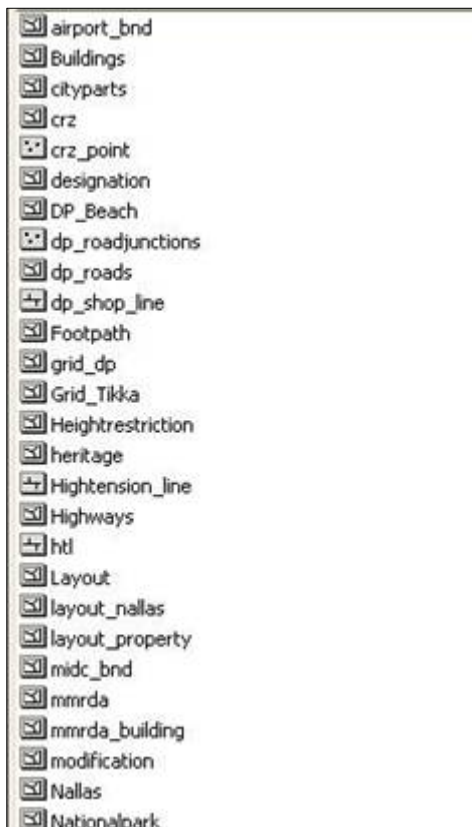 airport_bnd
Buildings
cityparts
crz
crz_point
designation
DP_Beach
dp_roadjunctions
dp_roads
dp_shop_line
Footpath
grid_dp
Grid_Tikka
Heightrestriction
heritage
Hightension_line
Highways
htl
Layout
layout_nallas
layout_property
midc_bnd
mmrda
mmrda_building
modification
Nallas
Nationalpark